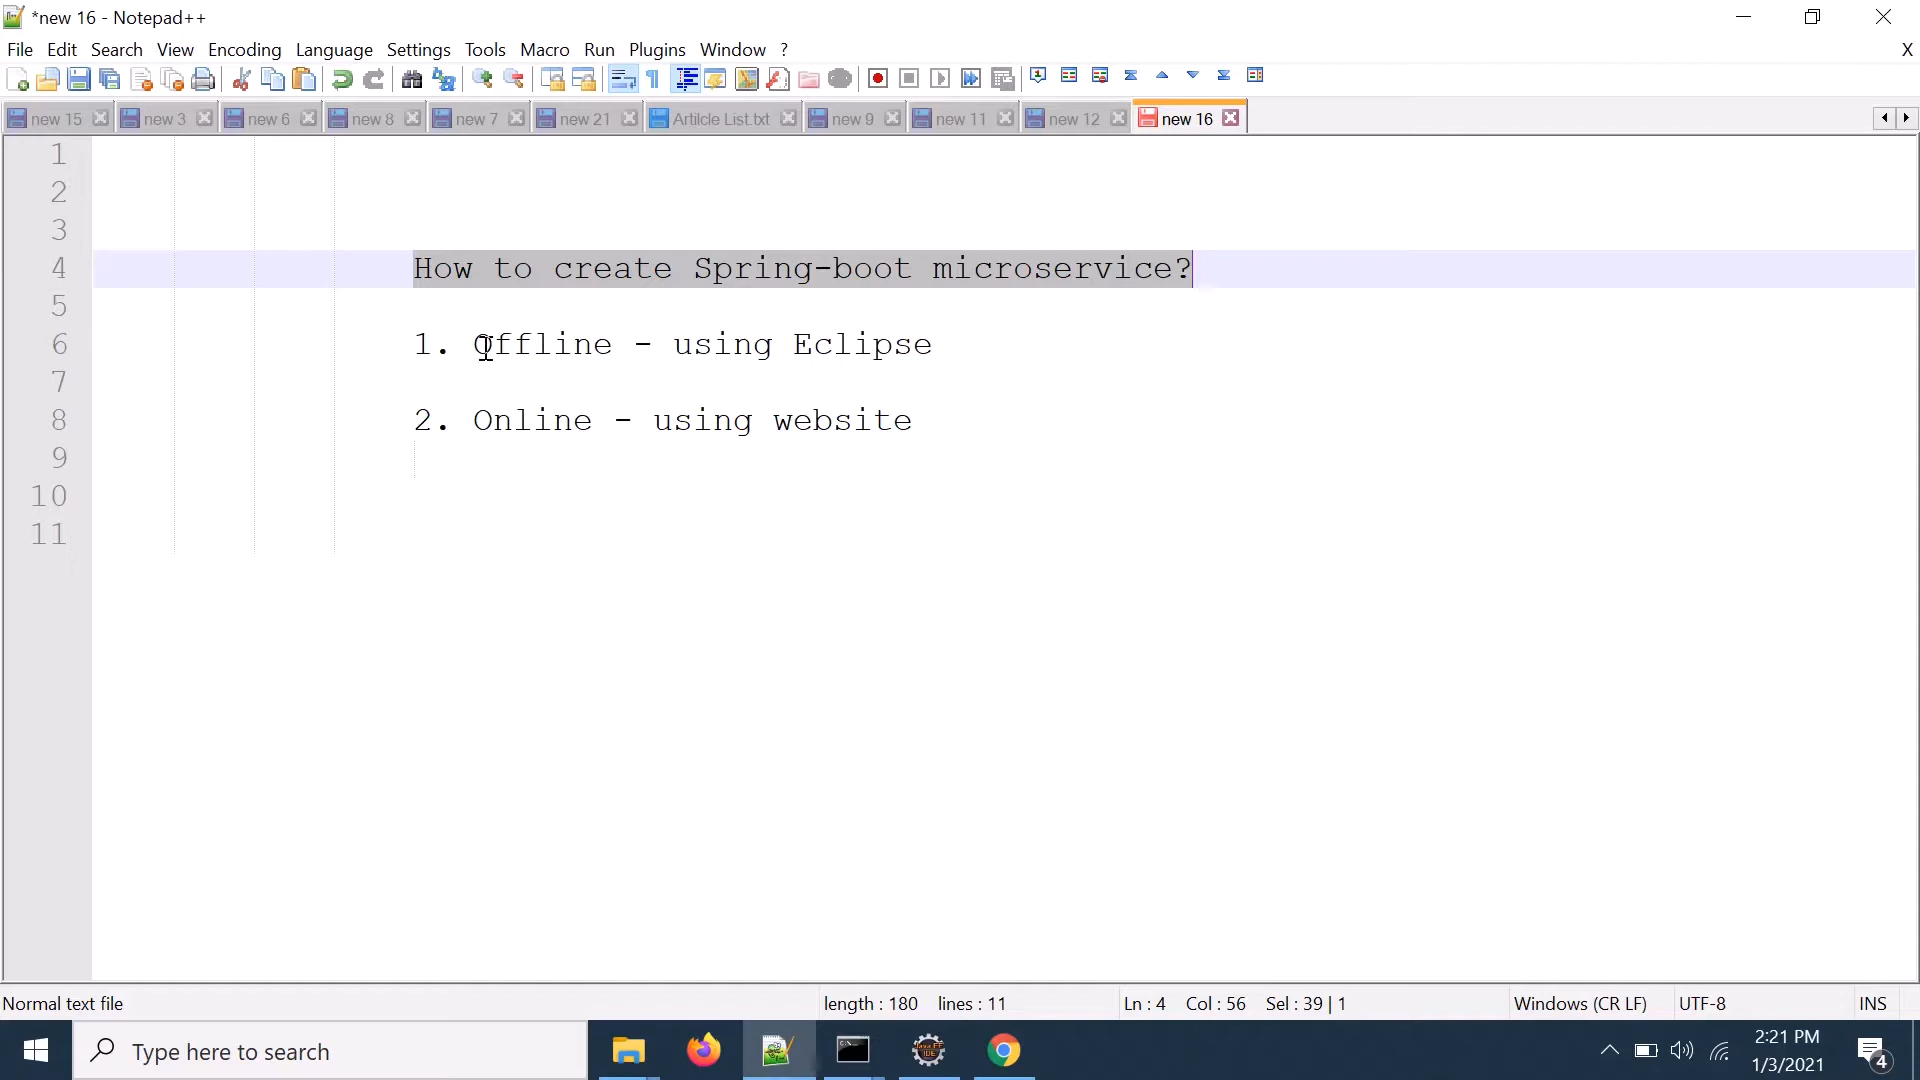 *new 16 - Notepad++
File Edit Search View Encoding Language Settings Tools Macro Run Plugins Window ? X
new 15 new 3 new 6 new 8 new 7 new 21 Artilcle List.txt new 9 new 11 new 12 new 16
1
2
3
4 How to create Spring-boot microservice?
5
6 1. Offline - using Eclipse
7
8 2. Online - using website
9
10
11
Normal text file length : 180 lines : 11 Ln : 4 Col : 56 Sel : 39 | 1 Windows (CR LF) UTF-8 INS
Type here to search
2:21 PM
1/3/2021
4